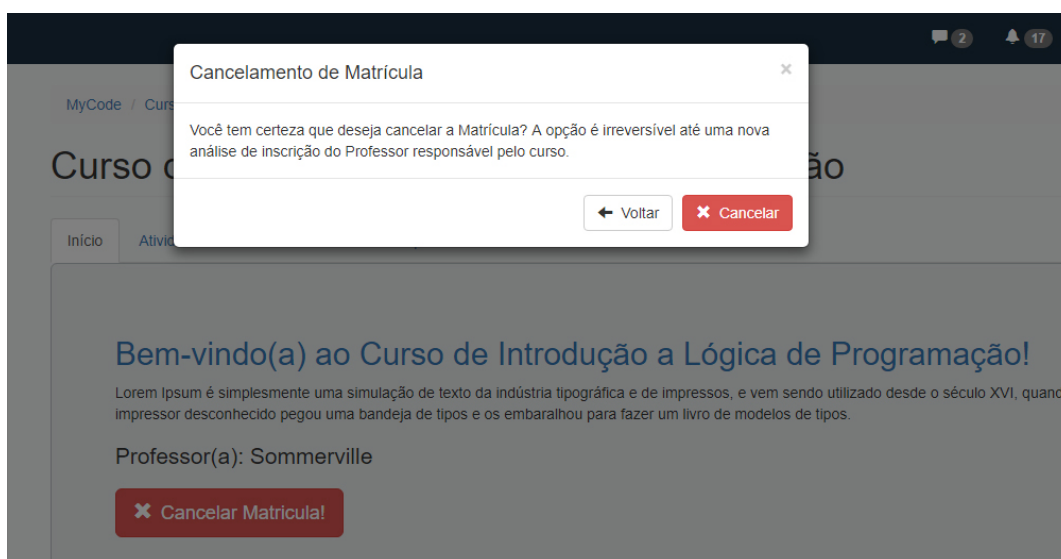 2 17
Cancelamento de Matrícula ×
MyCode / Curs
Você tem certeza que deseja cancelar a Matrícula? A opção é irreversível até uma nova
análise de inscrição do Professor responsável pelo curso.
Curso ão
Voltar Cancelar
Início Ativid
Bem-vindo(a) ao Curso de Introdução a Lógica de Programação!
Lorem Ipsum é simplesmente uma simulação de texto da indústria tipográfica e de impressos, e vem sendo utilizado desde o século XVI, quand
impressor desconhecido pegou uma bandeja de tipos e os embaralhou para fazer um livro de modelos de tipos.
Professor(a): Sommerville
Cancelar Matricula!